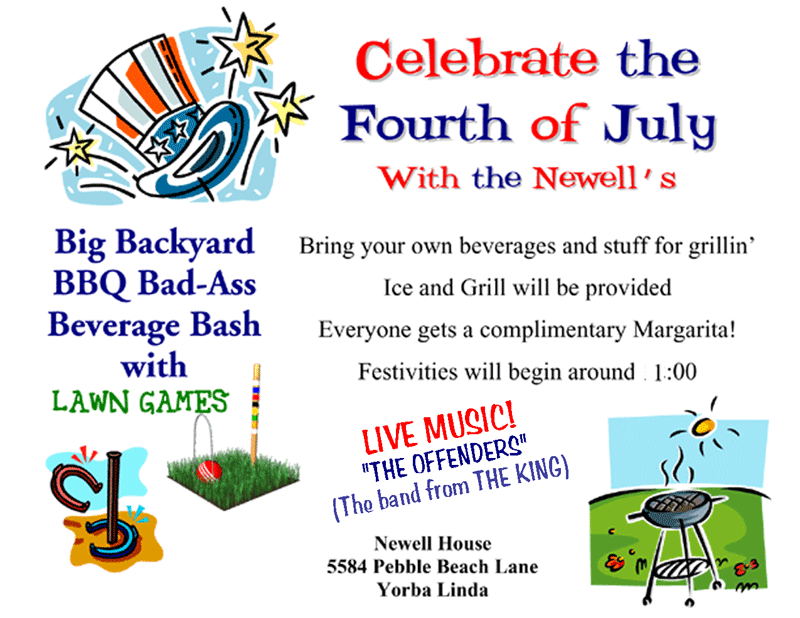 Celebrate the
Fourth of July
With the Newell's
Big Backyard
BBQ Bad-Ass
Beverage Bash
with
LAWN GAMES
Bring your own beverages and stuff for grillin'
Ice and Grill will be provided
Everyone gets a complimentary Margarita!
Festivities will begin around 1:00
LIVE MUSIC!
"THE OFFENDERS"
(The band from THE KING)
Newell House
5584 Pebble Beach Lane
Yorba Linda